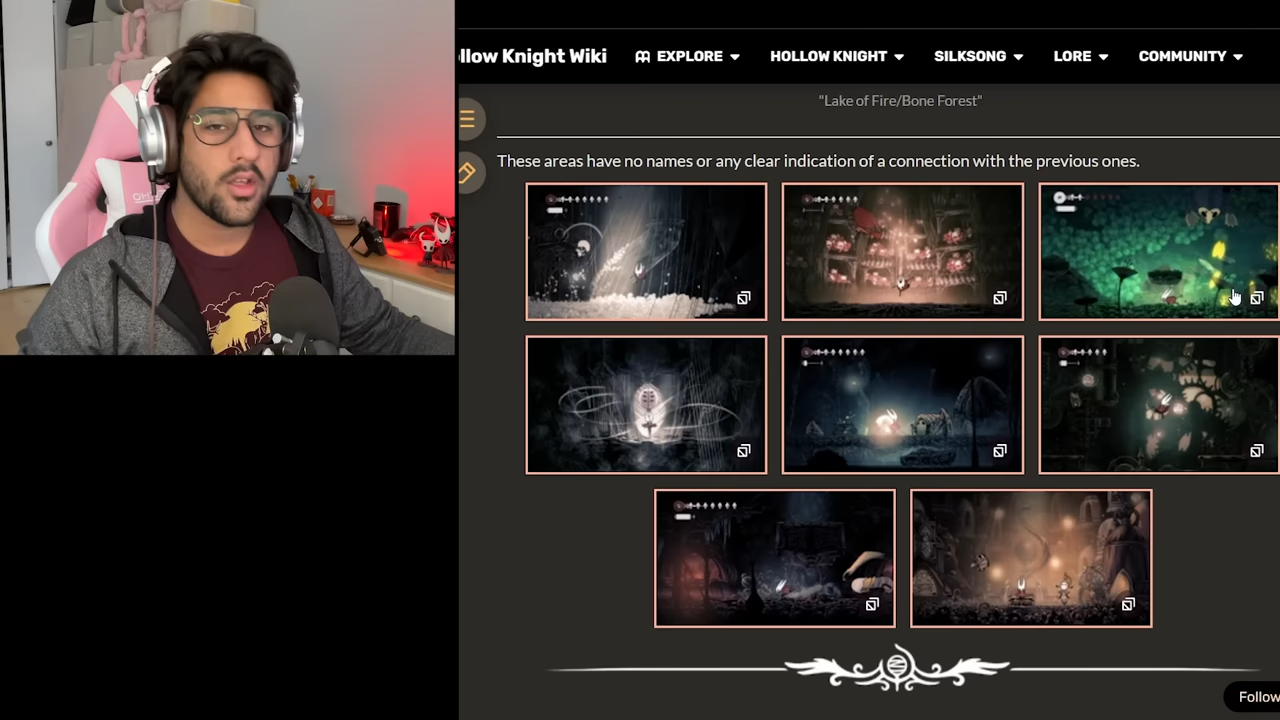 llow Knight Wiki
EXPLORE
HOLLOW KNIGHT
SILKSONG
LORE
COMMUNITY
"Lake of Fire/Bone Forest"
These areas have no names or any clear indication of a connection with the previous ones.
Follow